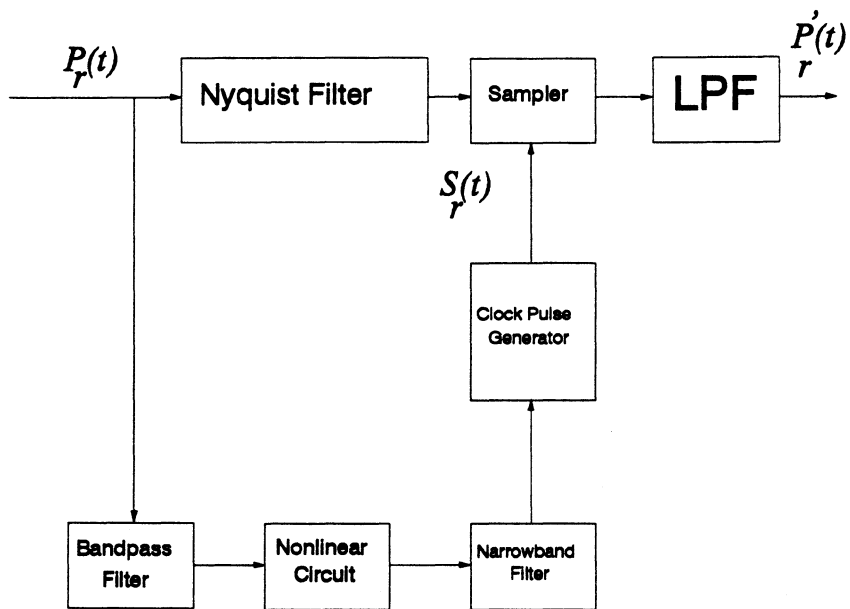 P_r(t)
P'_r(t)
Nyquist Filter
Sampler
LPF
S_r(t)
Clock Pulse
Generator
Bandpass
Filter
Nonlinear
Circuit
Narrowband
Filter